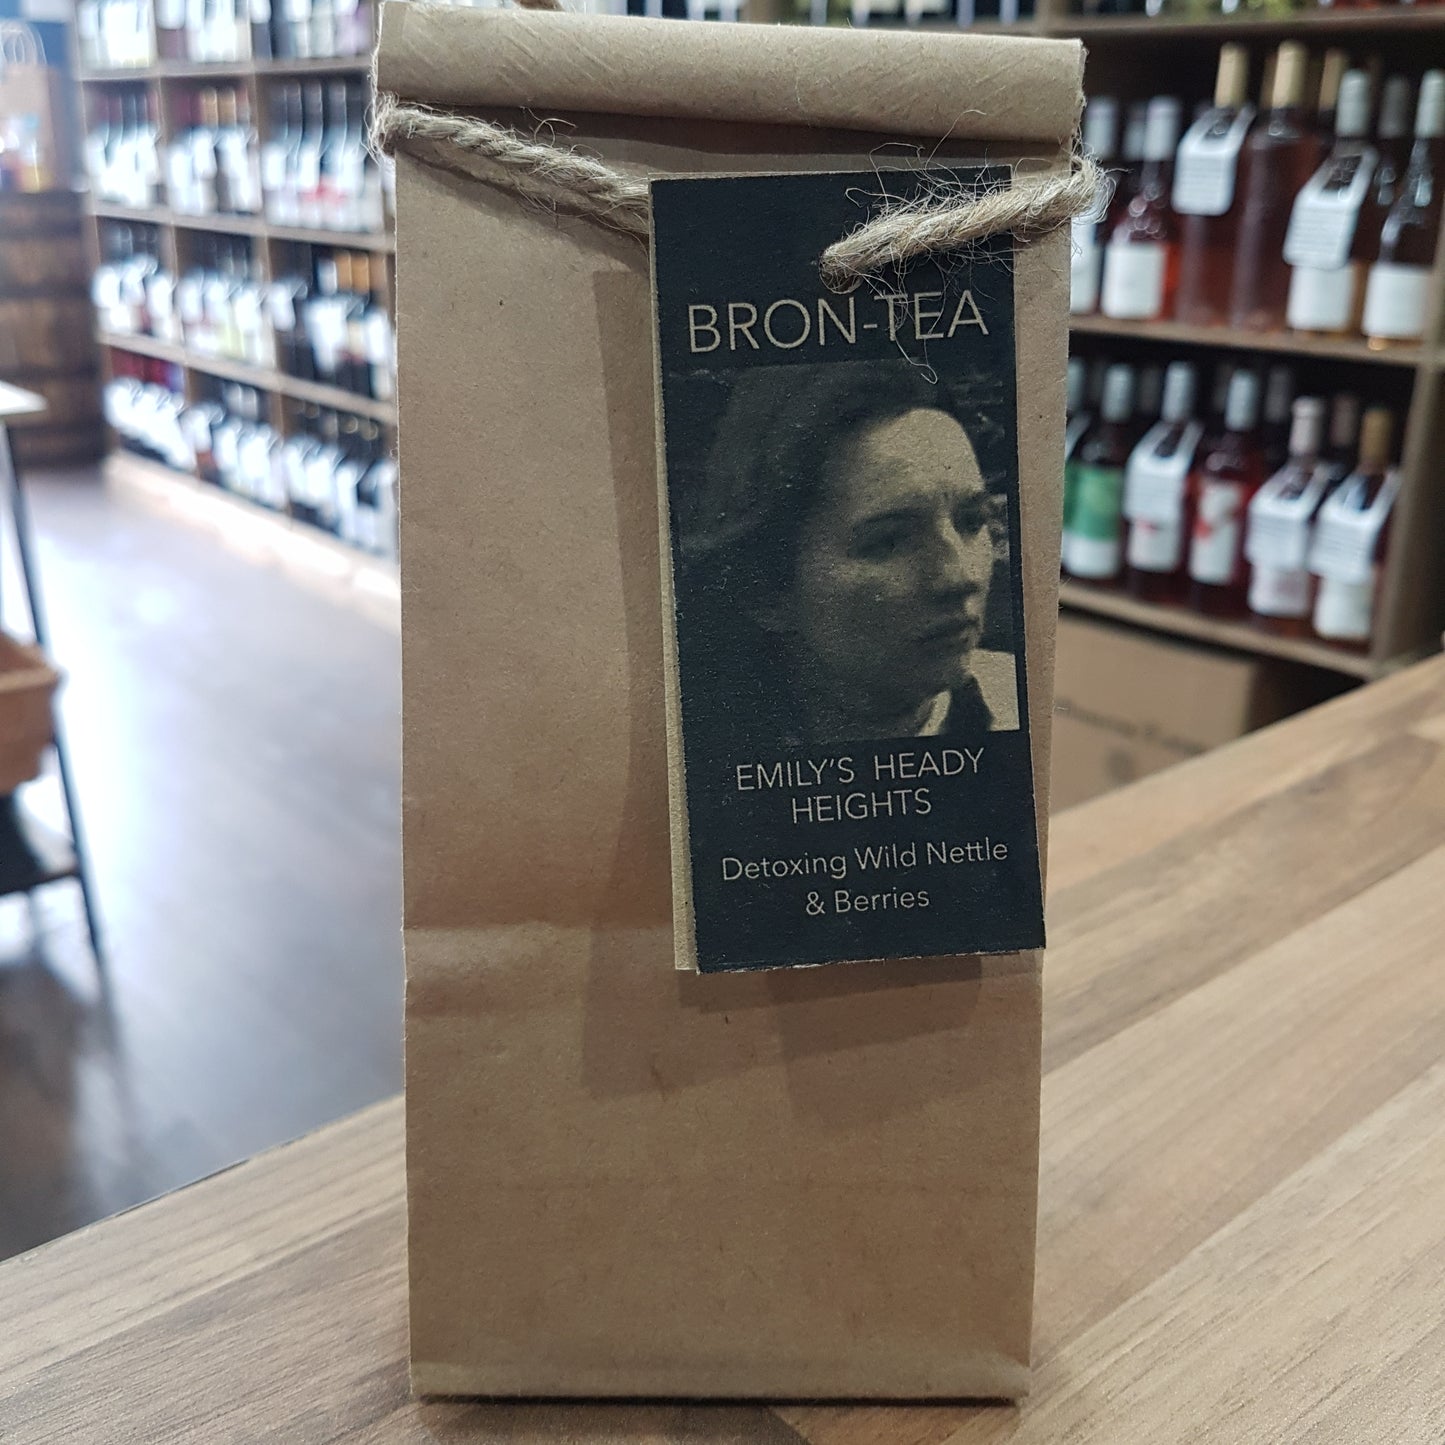 BRON-TEA
EMILY'S HEADY
HEIGHTS
Detoxing Wild Nettle
& Berries